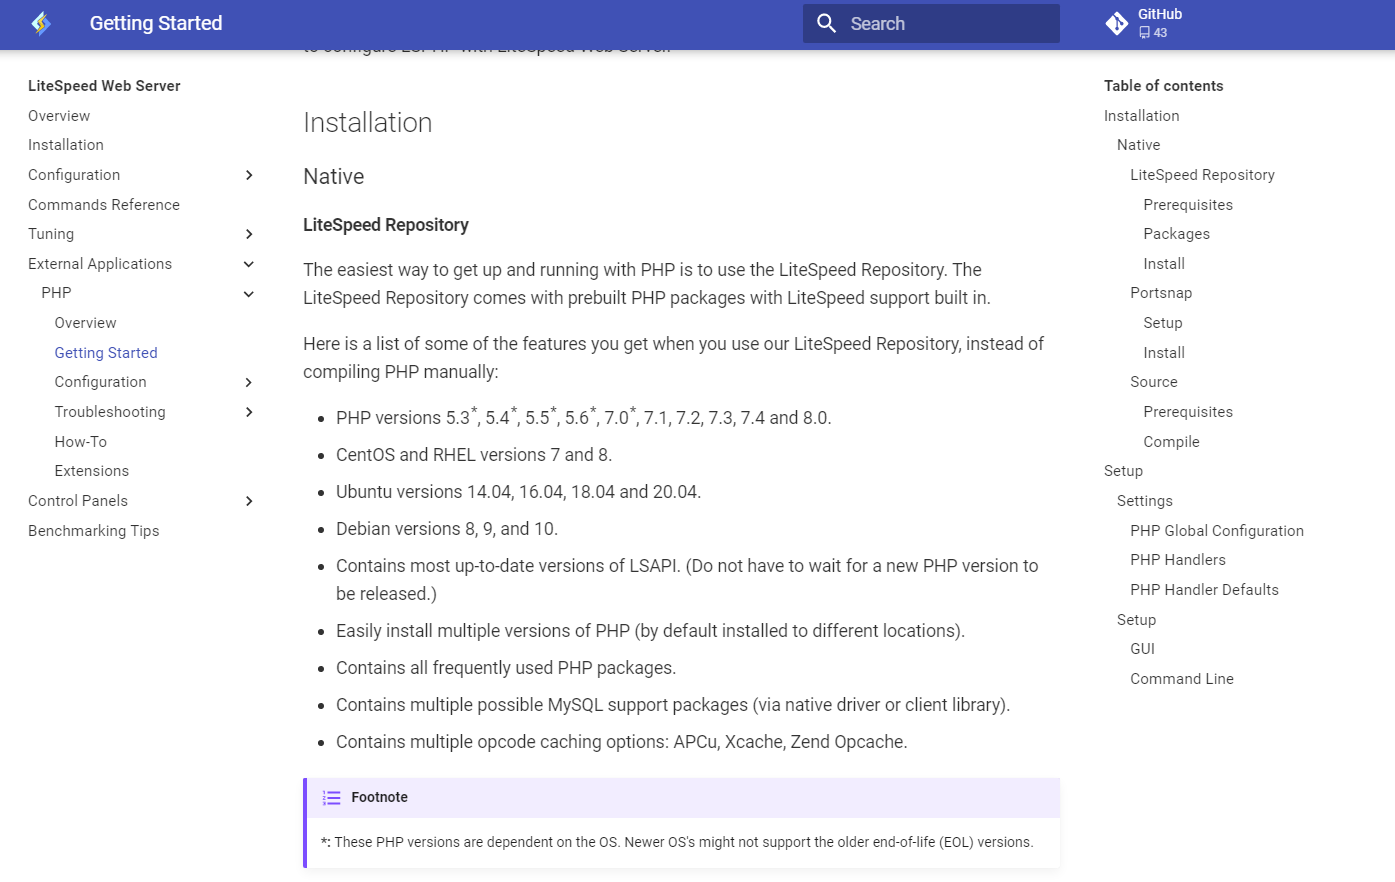 Getting Started
Search
GitHub
43
to configure LSPHP with LiteSpeed Web Server.
LiteSpeed Web Server
Overview
Installation
Configuration
Commands Reference
Tuning
External Applications
PHP
Overview
Getting Started
Configuration
Troubleshooting
How-To
Extensions
Control Panels
Benchmarking Tips
Installation
Native
LiteSpeed Repository
The easiest way to get up and running with PHP is to use the LiteSpeed Repository. The
LiteSpeed Repository comes with prebuilt PHP packages with LiteSpeed support built in.
Here is a list of some of the features you get when you use our LiteSpeed Repository, instead of
compiling PHP manually:
• PHP versions 5.3*, 5.4*, 5.5*, 5.6*, 7.0*, 7.1, 7.2, 7.3, 7.4 and 8.0.
• CentOS and RHEL versions 7 and 8.
• Ubuntu versions 14.04, 16.04, 18.04 and 20.04.
• Debian versions 8, 9, and 10.
• Contains most up-to-date versions of LSAPI. (Do not have to wait for a new PHP version to
be released.)
• Easily install multiple versions of PHP (by default installed to different locations).
• Contains all frequently used PHP packages.
• Contains multiple possible MySQL support packages (via native driver or client library).
• Contains multiple opcode caching options: APCu, Xcache, Zend Opcache.
Footnote
*: These PHP versions are dependent on the OS. Newer OS's might not support the older end-of-life (EOL) versions.
Table of contents
Installation
Native
LiteSpeed Repository
Prerequisites
Packages
Install
Portsnap
Setup
Install
Source
Prerequisites
Compile
Setup
Settings
PHP Global Configuration
PHP Handlers
PHP Handler Defaults
Setup
GUI
Command Line